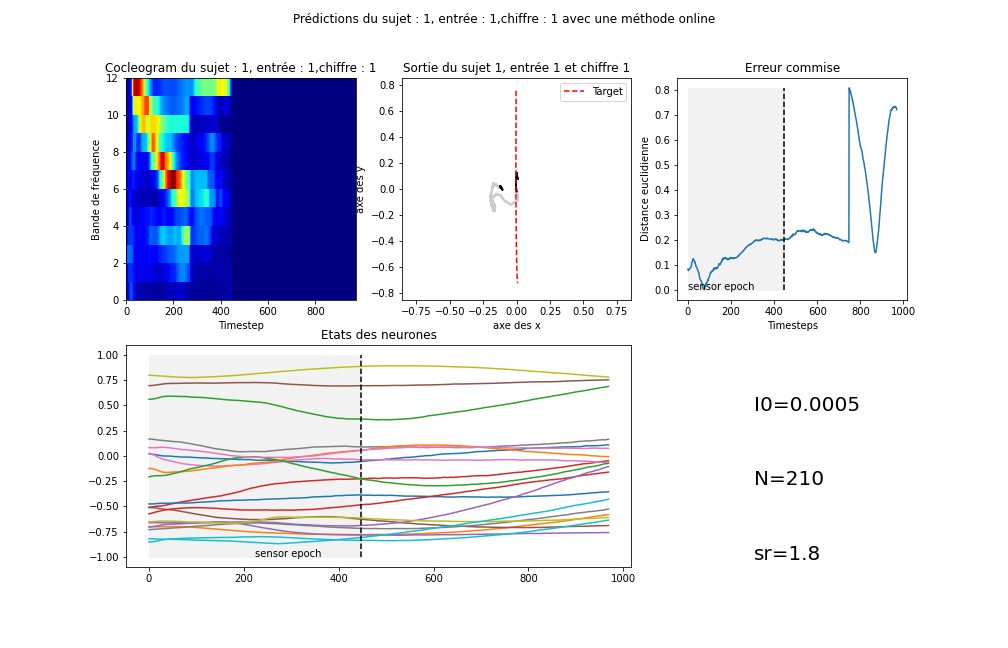 Prédictions du sujet : 1, entrée : 1,chiffre : 1 avec une méthode online
Cocleogram du sujet : 1, entrée : 1,chiffre : 1
Bande de fréquence
12
10
8
6
4
2
0
0 200 400 600 800
Timestep
Sortie du sujet 1, entrée 1 et chiffre 1
axe des y
0.8
0.6
0.4
0.2
0.0
−0.2
−0.4
−0.6
−0.8
Target
−0.75 −0.50 −0.25 0.00 0.25 0.50 0.75
axe des x
Erreur commise
Distance euclidienne
0.8
0.7
0.6
0.5
0.4
0.3
0.2
0.1
0.0
sensor epoch
0 200 400 600 800 1000
Timesteps
Etats des neurones
1.00
0.75
0.50
0.25
0.00
−0.25
−0.50
−0.75
−1.00
sensor epoch
0 200 400 600 800 1000
I0=0.0005
N=210
sr=1.8